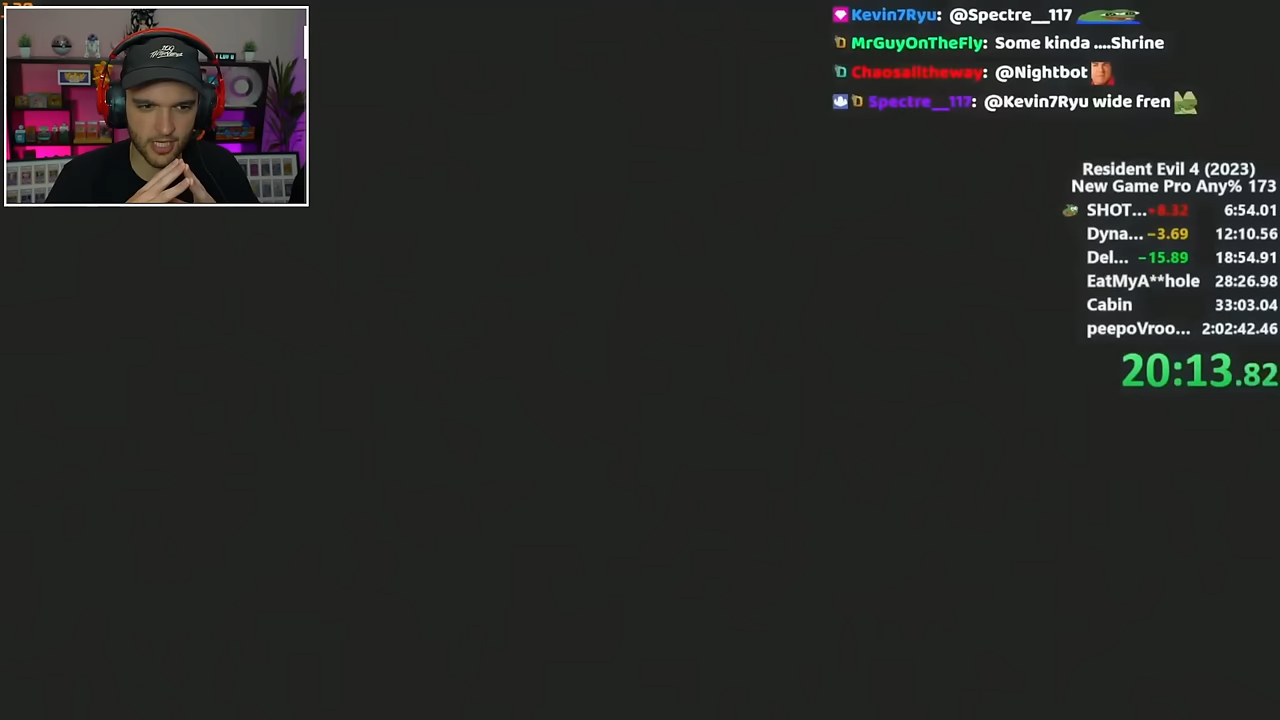 Kevin7Ryu: @Spectre__117
MrGuyOnTheFly: Some kinda ....Shrine
Chaosalltheway: @Nightbot
Spectre__117: @Kevin7Ryu wide fren
Resident Evil 4 (2023)
New Game Pro Any% 173
SHOT... +8.32 6:54.01
Dyna... −3.69 12:10.56
Del... −15.89 18:54.91
EatMyA**hole 28:26.98
Cabin 33:03.04
peepoVroo... 2:02:42.46
20:13.82